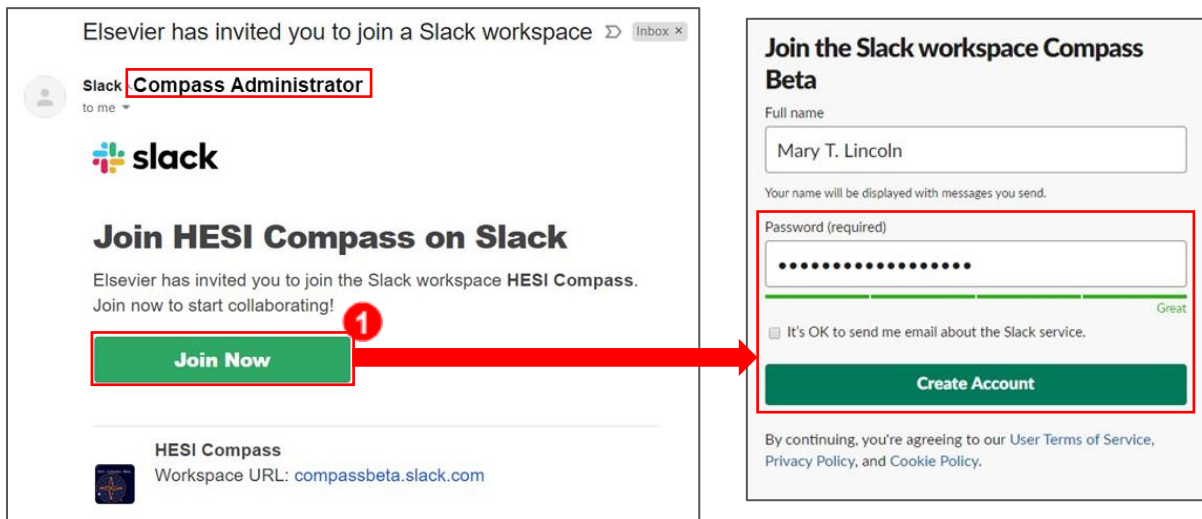 Elsevier has invited you to join a Slack workspace
Inbox ×
Slack Compass Administrator
to me
slack
Join HESI Compass on Slack
Elsevier has invited you to join the Slack workspace HESI Compass.
Join now to start collaborating!
1
Join Now
HESI Compass
Workspace URL: compassbeta.slack.com
Join the Slack workspace Compass
Beta
Full name
Mary T. Lincoln
Your name will be displayed with messages you send.
Password (required)
••••••••••••••••••
Great
It's OK to send me email about the Slack service.
Create Account
By continuing, you're agreeing to our User Terms of Service,
Privacy Policy, and Cookie Policy.